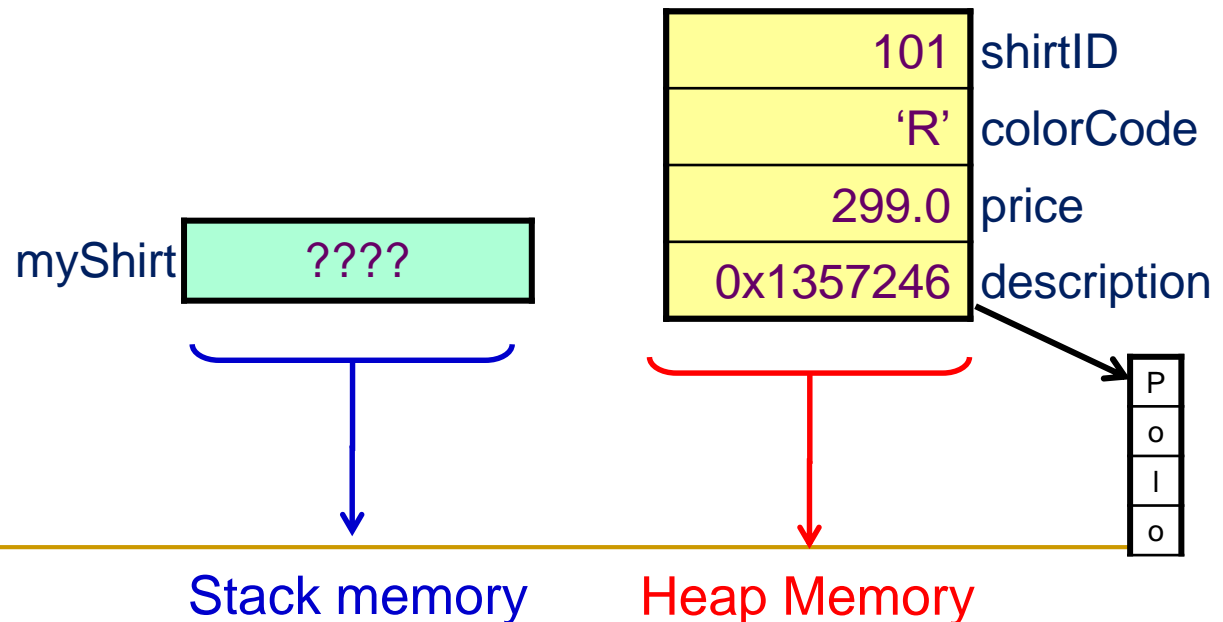 101 shirtID
‘R’ colorCode
299.0 price
myShirt ????
0x1357246 description
P
o
l
o
Stack memory Heap Memory